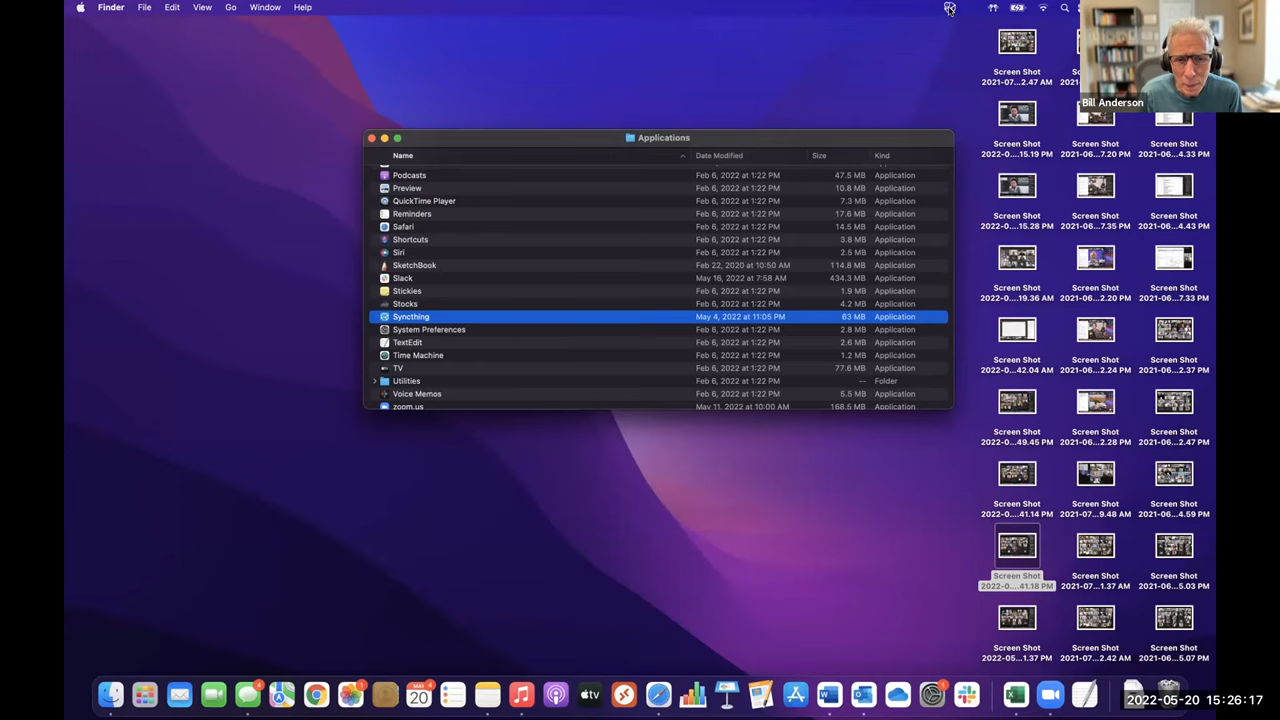 Finder File Edit View Go Window Help
Bill Anderson
Applications
Name Date Modified Size Kind
Podcasts Feb 6, 2022 at 1:22 PM 47.5 MB Application
Preview Feb 6, 2022 at 1:22 PM 10.8 MB Application
QuickTime Player Feb 6, 2022 at 1:22 PM 7.3 MB Application
Reminders Feb 6, 2022 at 1:22 PM 17.6 MB Application
Safari Feb 6, 2022 at 1:22 PM 14.5 MB Application
Shortcuts Feb 6, 2022 at 1:22 PM 3.8 MB Application
Siri Feb 6, 2022 at 1:22 PM 2.5 MB Application
SketchBook Feb 22, 2020 at 10:50 AM 114.8 MB Application
Slack May 16, 2022 at 7:58 AM 434.3 MB Application
Stickies Feb 6, 2022 at 1:22 PM 1.9 MB Application
Stocks Feb 6, 2022 at 1:22 PM 4.2 MB Application
Syncthing May 4, 2022 at 11:05 PM 63 MB Application
System Preferences Feb 6, 2022 at 1:22 PM 2.8 MB Application
TextEdit Feb 6, 2022 at 1:22 PM 2.6 MB Application
Time Machine Feb 6, 2022 at 1:22 PM 1.2 MB Application
TV Feb 6, 2022 at 1:22 PM 77.6 MB Application
Utilities Feb 6, 2022 at 1:22 PM -- Folder
Voice Memos Feb 6, 2022 at 1:22 PM 5.5 MB Application
zoom.us May 11, 2022 at 10:00 AM 168.5 MB Application
Screen Shot
2021-07...2.47 AM
Screen Shot Screen Shot Screen Shot
2022-0....15.19 PM 2021-06...7.20 PM 2021-06...4.33 PM
Screen Shot Screen Shot Screen Shot
2022-0....15.28 PM 2021-06...7.35 PM 2021-06...4.43 PM
Screen Shot Screen Shot Screen Shot
2022-0....19.36 AM 2021-06...2.20 PM 2021-06...7.33 PM
Screen Shot Screen Shot Screen Shot
2022-0....42.04 AM 2021-06...2.24 PM 2021-06...2.37 PM
Screen Shot Screen Shot Screen Shot
2022-0....49.45 PM 2021-06...2.28 PM 2021-06...2.47 PM
Screen Shot Screen Shot Screen Shot
2022-0....41.14 PM 2021-07...9.48 AM 2021-06...4.59 PM
Screen Shot Screen Shot Screen Shot
2022-0....41.18 PM 2021-07...1.37 AM 2021-06...5.03 PM
Screen Shot Screen Shot Screen Shot
2022-05...1.37 PM 2021-07...2.42 AM 2021-06...5.07 PM
4 1 20 4 tv 1
2022-05-20 15:26:17